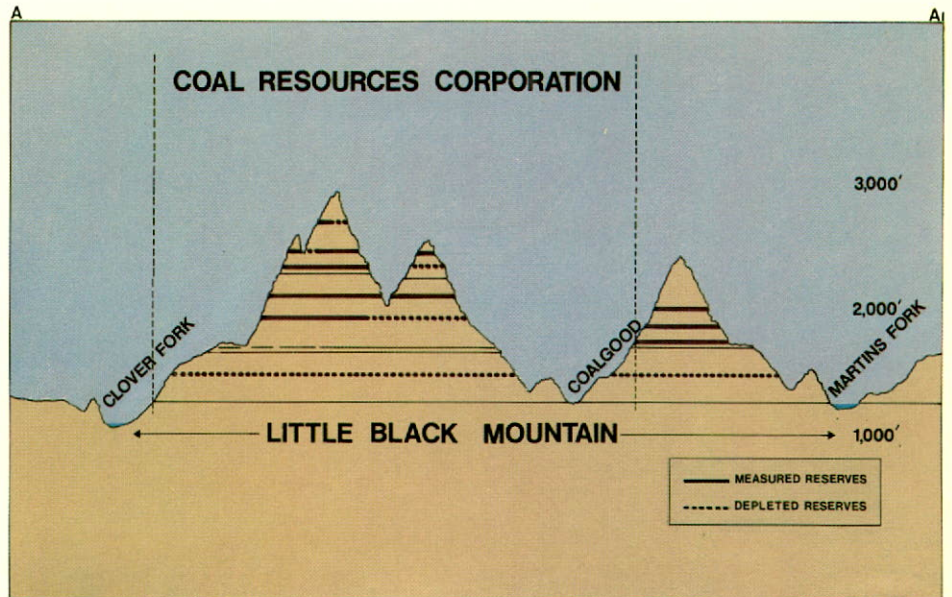 A
A₁
COAL RESOURCES CORPORATION
3,000'
2,000'
CLOVER FORK
COALGOOD
MARTINS FORK
LITTLE BLACK MOUNTAIN
1,000'
MEASURED RESERVES
DEPLETED RESERVES